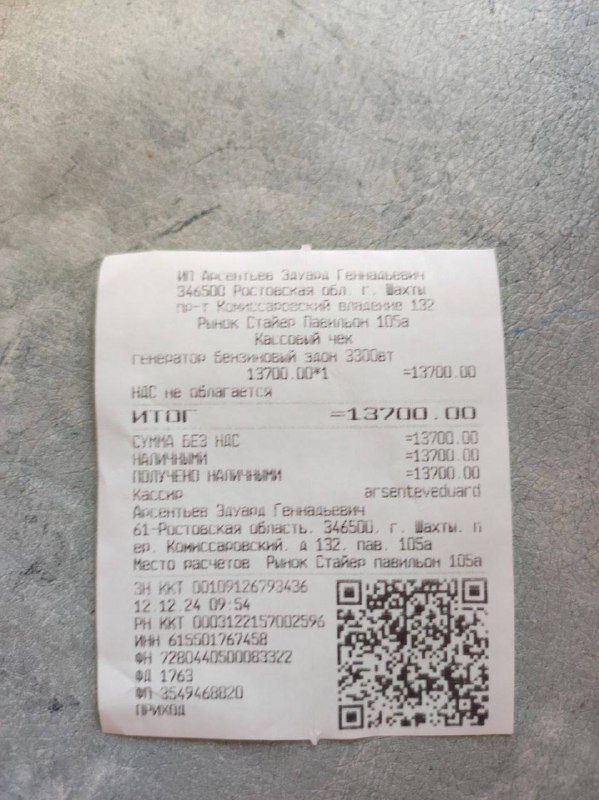 ИП Арсентьев Эдуард Геннадьевич
346500 Ростовская обл. г. Шахты
пр-т Комиссаровский владение 132
Рынок Стайер Павильон 105а
Кассовый чек
генератор бензиновый эдон 3300вт
13700.00*1 =13700.00
НДС не облагается
ИТОГ =13700.00
СУММА БЕЗ НДС =13700.00
НАЛИЧНЫМИ =13700.00
ПОЛУЧЕНО НАЛИЧНЫМИ =13700.00
Кассир arsenteveduard
Арсентьев Эдуард Геннадьевич
61-Ростовская область, 346500, г. Шахты, п
ер. Комиссаровский, д 132, пав. 105а
Место расчетов Рынок Стайер павильон 105а
ЗН ККТ 00109126793436
12.12.24 09:54
РН ККТ 0003122157002596
ИНН 615501767458
ФН 7280440500083322
ФД 1763
ФП 3549468820
ПРИХОД